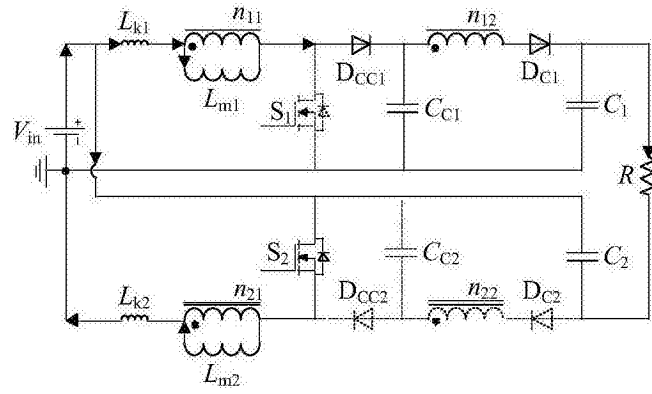 Lk1
n11
Lm1
DCC1
n12
DC1
S1
CC1
C1
Vin
+
R
S2
CC2
C2
Lk2
n21
Lm2
DCC2
n22
DC2